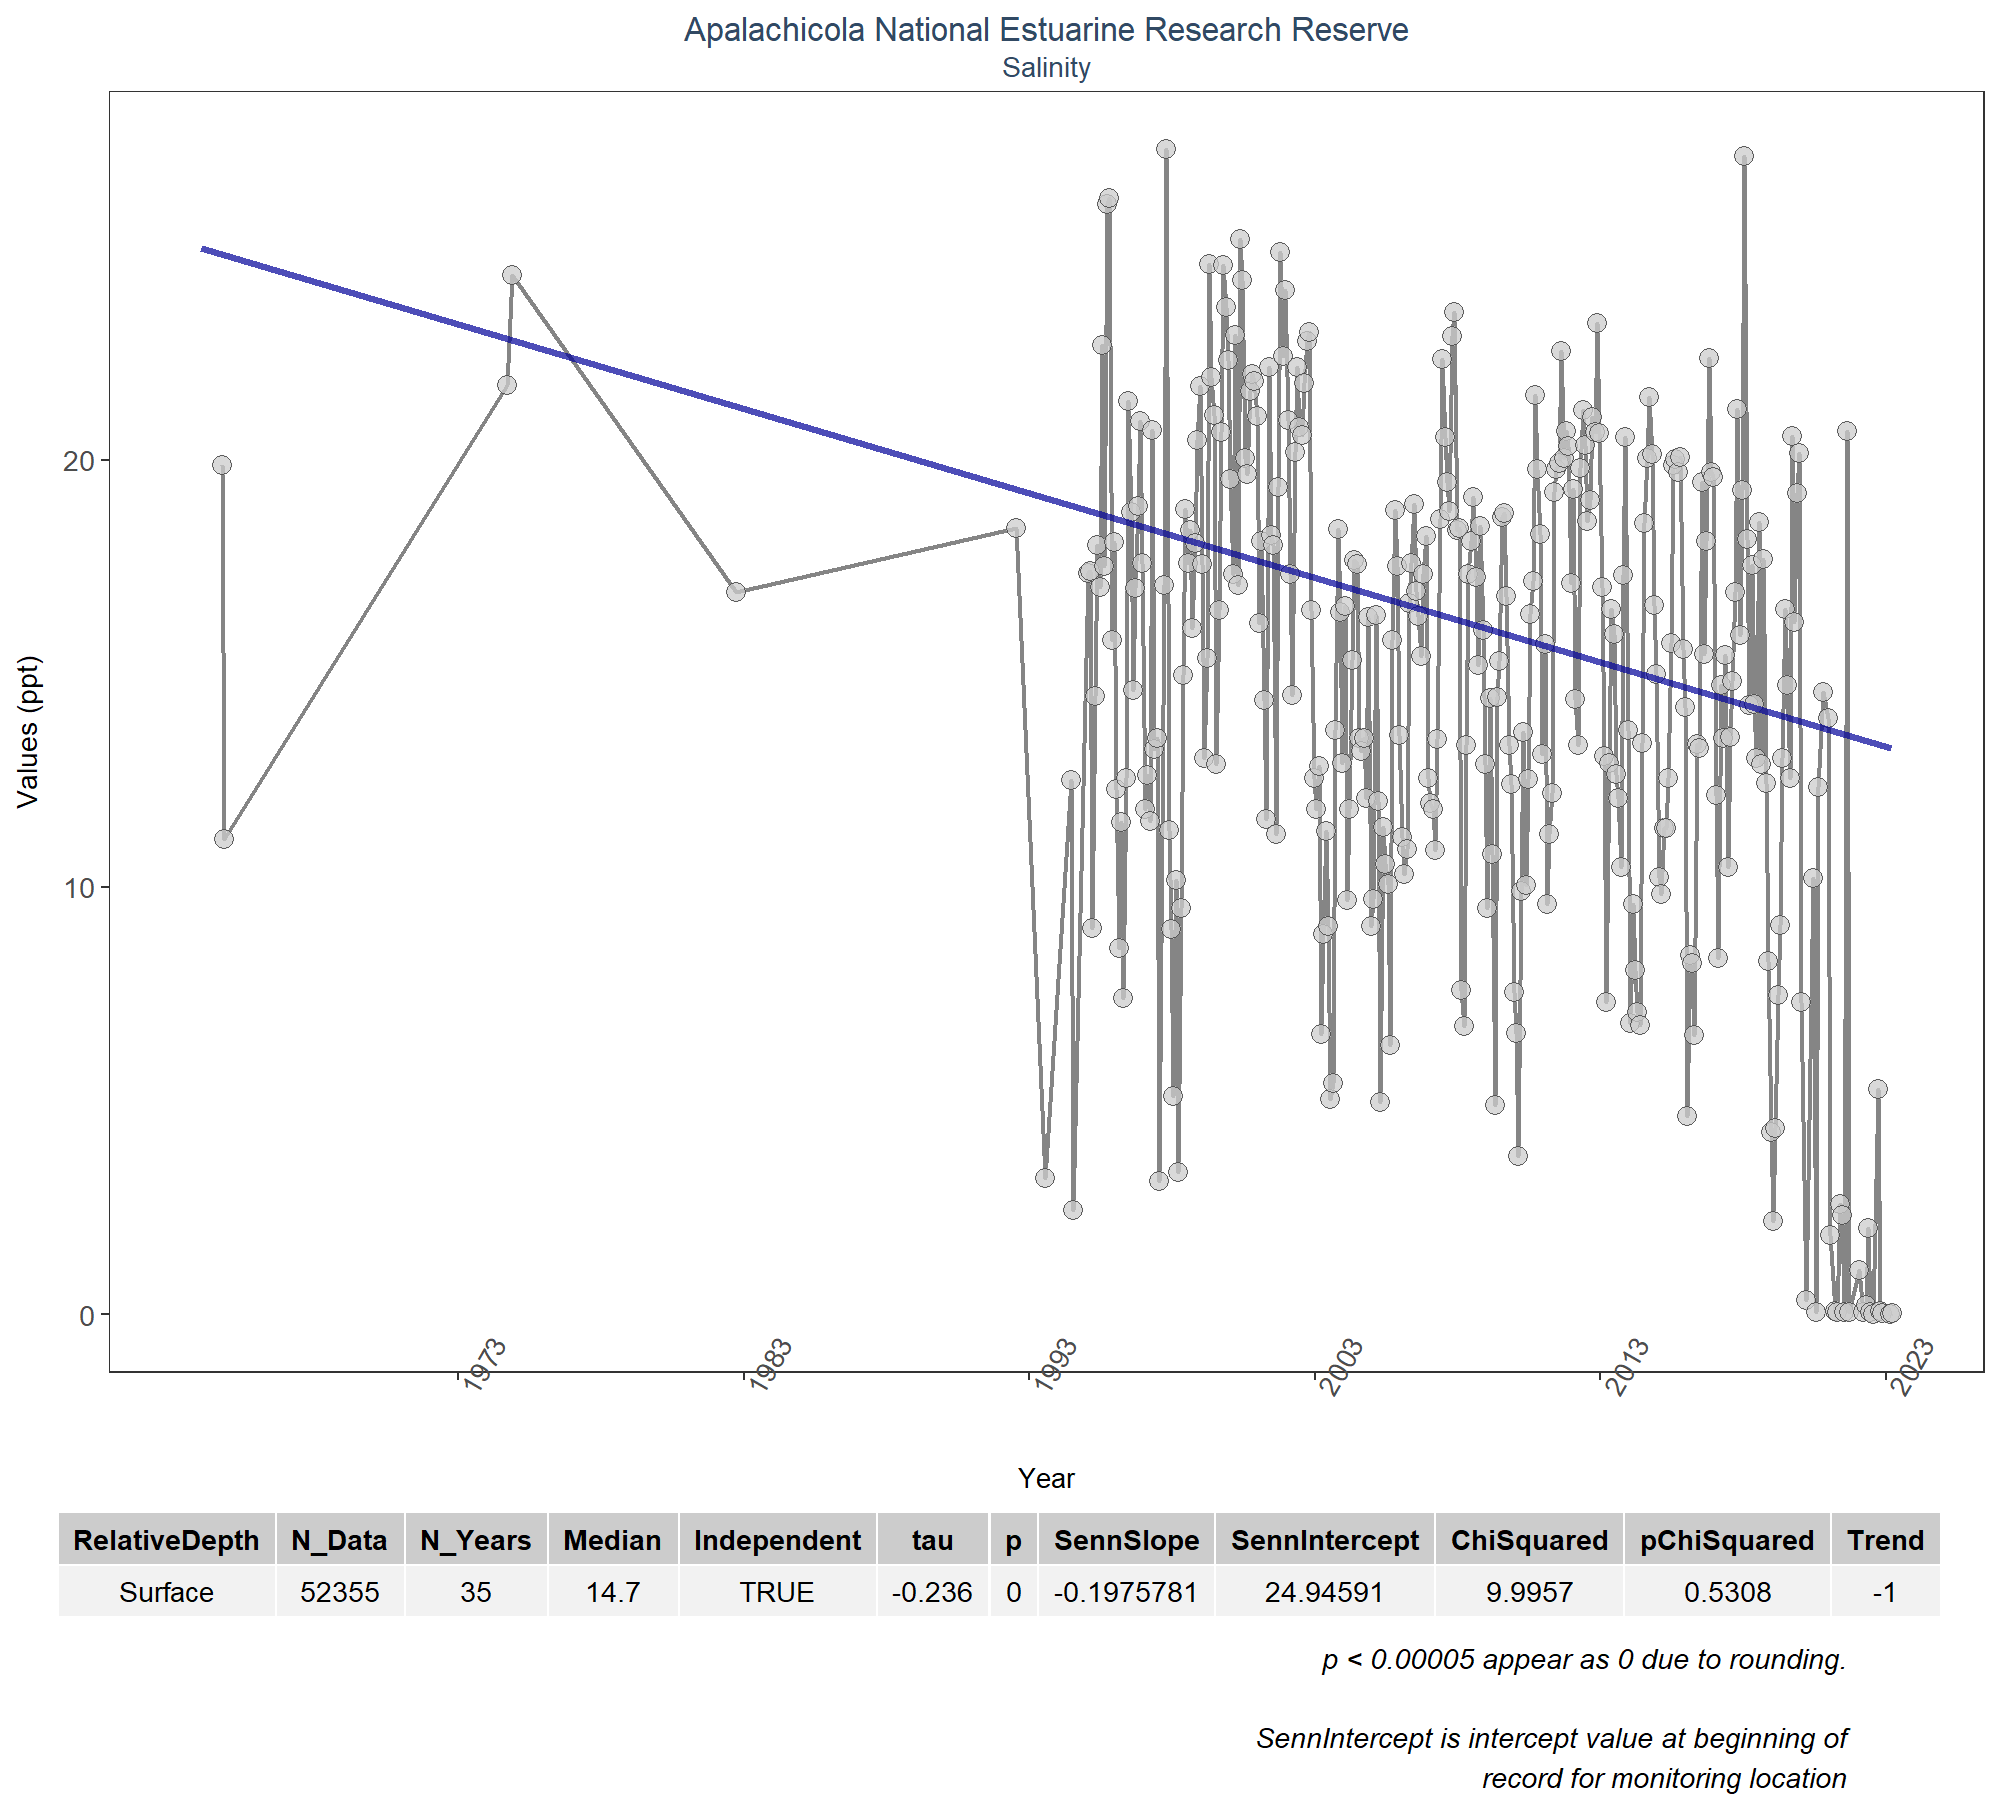 Apalachicola National Estuarine Research Reserve
Salinity
Values (ppt)
20
10
0
1973
1983
1993
2003
2013
2023
Year
RelativeDepth N_Data N_Years Median Independent tau p SennSlope SennIntercept ChiSquared pChiSquared Trend
Surface 52355 35 14.7 TRUE -0.236 0 -0.1975781 24.94591 9.9957 0.5308 -1
p < 0.00005 appear as 0 due to rounding.
SennIntercept is intercept value at beginning of
record for monitoring location